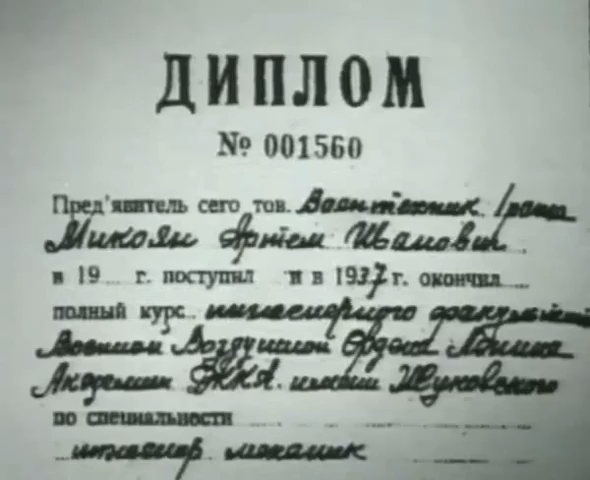 ДИПЛОМ
№ 001560
Пред'явитель сего тов. Воентехник I ранга
Микоян Артем Иванович
в 19 г. поступил и в 1937 г. окончил
полный курс инженерного факультета
Военной Воздушной Ордена Ленина
Академии РККА имени Жуковского
по специальности
инженер механик